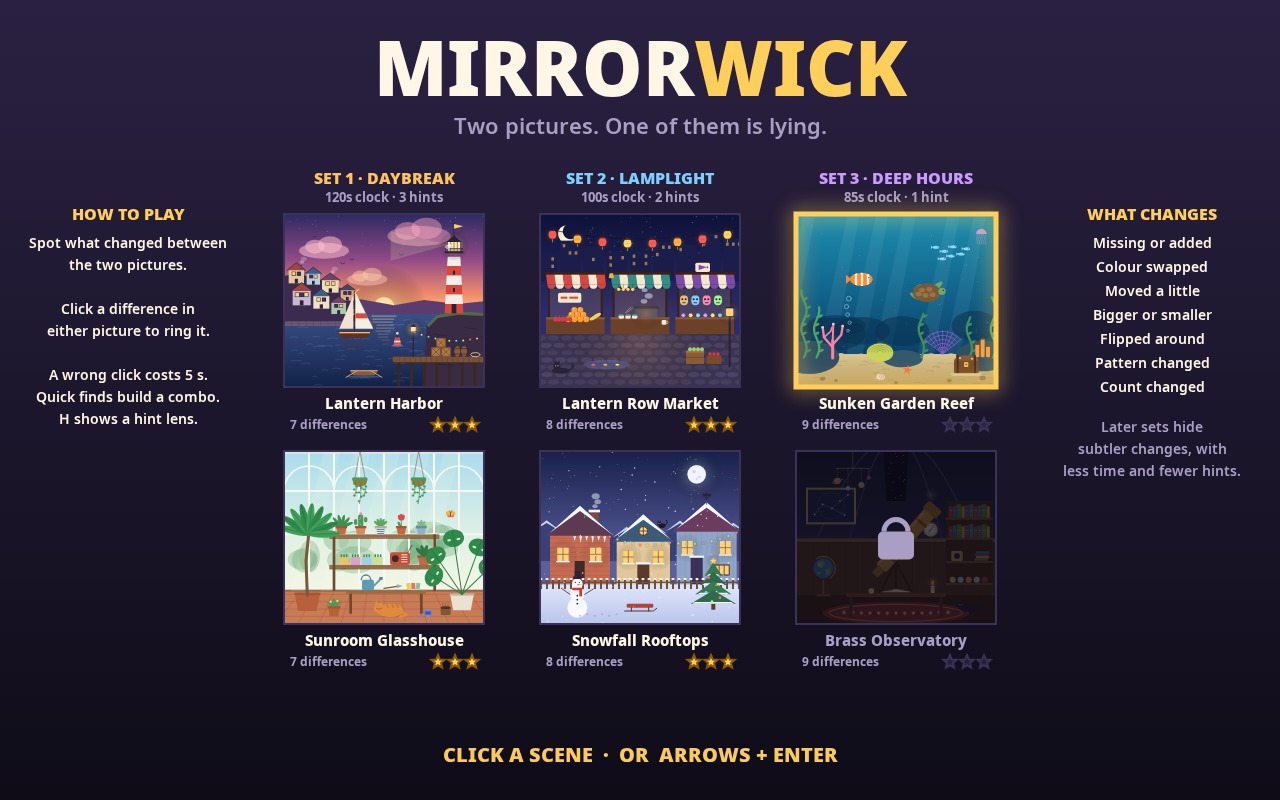 MIRRORWICK
Two pictures. One of them is lying.
HOW TO PLAY
Spot what changed between
the two pictures.
Click a difference in
either picture to ring it.
A wrong click costs 5 s.
Quick finds build a combo.
H shows a hint lens.
SET 1 · DAYBREAK
120s clock · 3 hints
Lantern Harbor
7 differences
Sunroom Glasshouse
7 differences
SET 2 · LAMPLIGHT
100s clock · 2 hints
Lantern Row Market
8 differences
Snowfall Rooftops
8 differences
SET 3 · DEEP HOURS
85s clock · 1 hint
Sunken Garden Reef
9 differences
Brass Observatory
9 differences
WHAT CHANGES
Missing or added
Colour swapped
Moved a little
Bigger or smaller
Flipped around
Pattern changed
Count changed
Later sets hide
subtler changes, with
less time and fewer hints.
CLICK A SCENE · OR ARROWS + ENTER